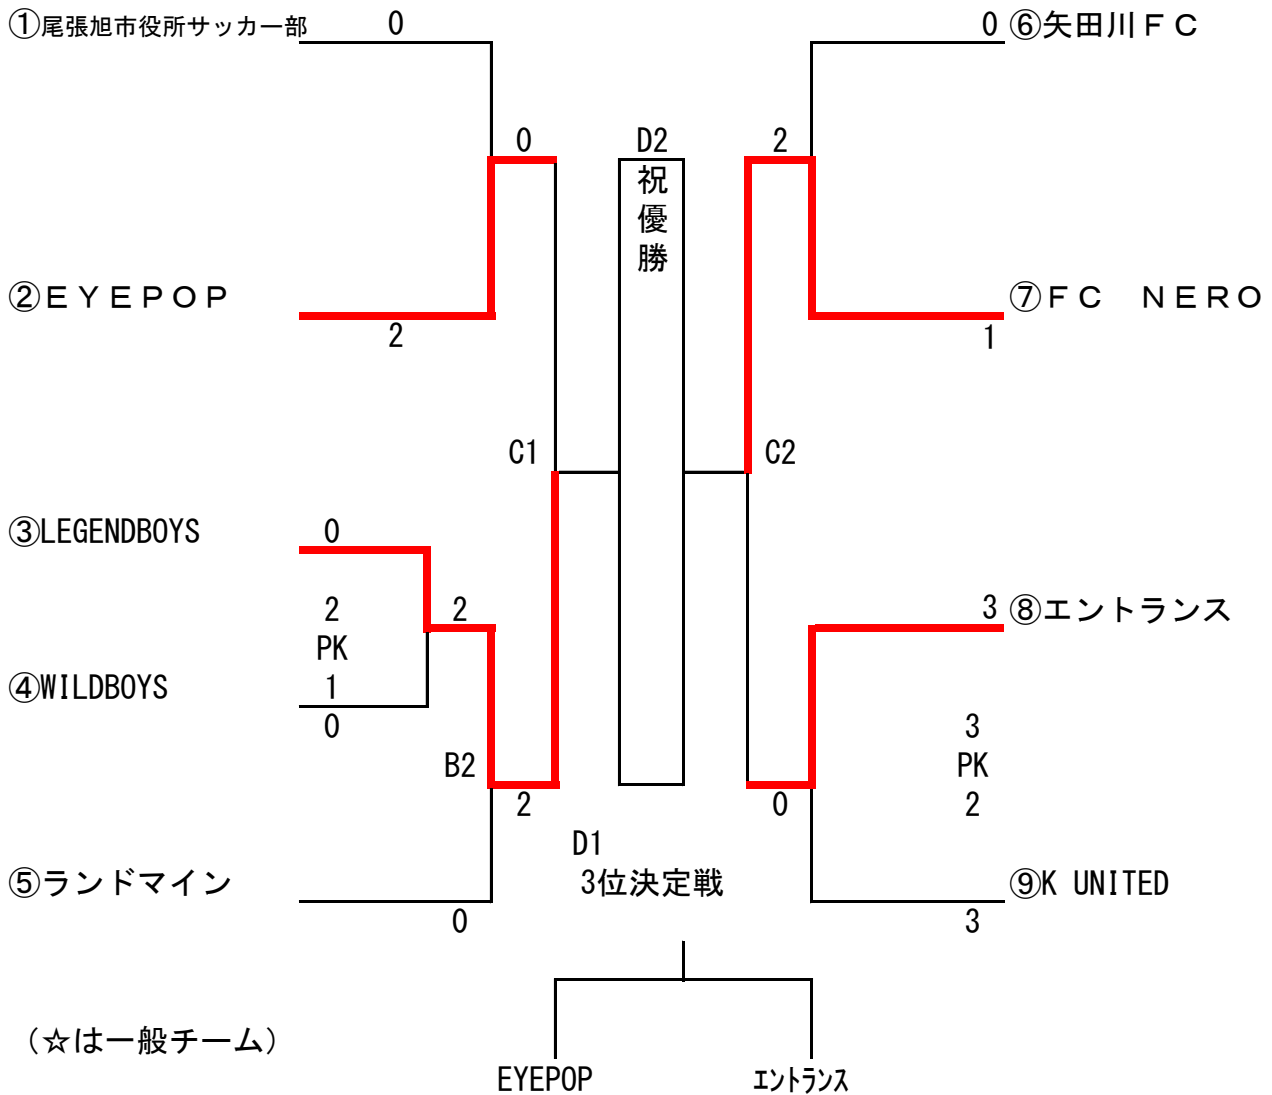 ①尾張旭市役所サッカー部
0
0
⑥矢田川ＦＣ
0
D2
2
祝優勝
②ＥＹＥＰＯＰ
2
⑦ＦＣ　ＮＥＲＯ
1
C1
C2
③LEGENDBOYS
0
2
PK
1
2
④WILDBOYS
0
3
⑧エントランス
3
PK
2
B2
2
0
D1
3位決定戦
⑤ランドマイン
0
⑨K UNITED
3
(☆は一般チーム)
EYEPOP
ｴﾝﾄﾗﾝｽ